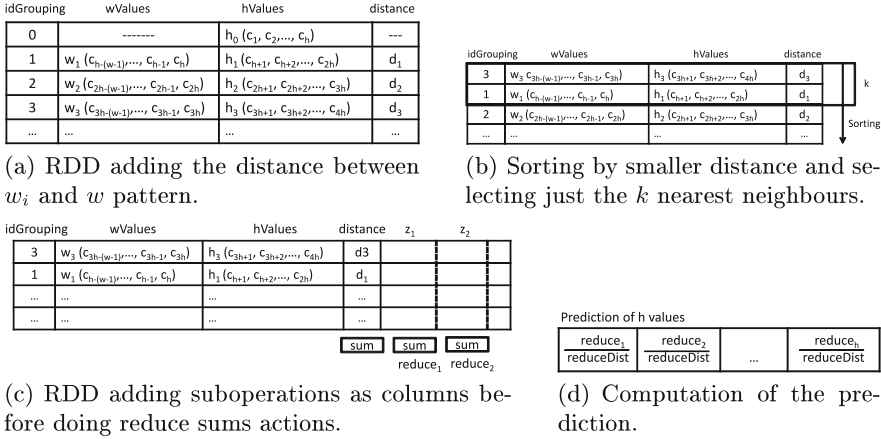 idGrouping wValues hValues distance
0 ------- h0 (c1, c2,..., ch) ---
1 w1 (ch-(w-1),..., ch-1, ch) h1 (ch+1, ch+2,..., c2h) d1
2 w2 (c2h-(w-1),..., c2h-1, c2h) h2 (c2h+1, c2h+2,..., c3h) d2
3 w3 (c3h-(w-1),..., c3h-1, c3h) h3 (c3h+1, c3h+2,..., c4h) d3
... ... ... ...
(a) RDD adding the distance between
wi and w pattern.
idGrouping wValues hValues distance
3 w3 c3h-(w-1),..., c3h-1, c3h) h3 (c3h+1, c3h+2,..., c4h) d3
1 w1 (ch-(w-1),..., ch-1, ch) h1 (ch+1, ch+2,..., c2h) d1
k
2 w2 (c2h-(w-1),..., c2h-1, c2h) h2 (c2h+1, c2h+2,..., c3h) d2
Sorting
... ... ... ...
(b) Sorting by smaller distance and se-
lecting just the k nearest neighbours.
idGrouping wValues hValues distance z1 z2
3 w3 (c3h-(w-1),..., c3h-1, c3h) h3 (c3h+1, c3h+2,..., c4h) d3
1 w1 (ch-(w-1),..., ch-1, ch) h1 (ch+1, ch+2,..., c2h) d1
... ... ... ...
... ... ... ...
sum sum sum
reduce1 reduce2
(c) RDD adding suboperations as columns be-
fore doing reduce sums actions.
Prediction of h values
reduce1 reduce2 ... reduceh
reduceDist reduceDist reduceDist
(d) Computation of the pre-
diction.